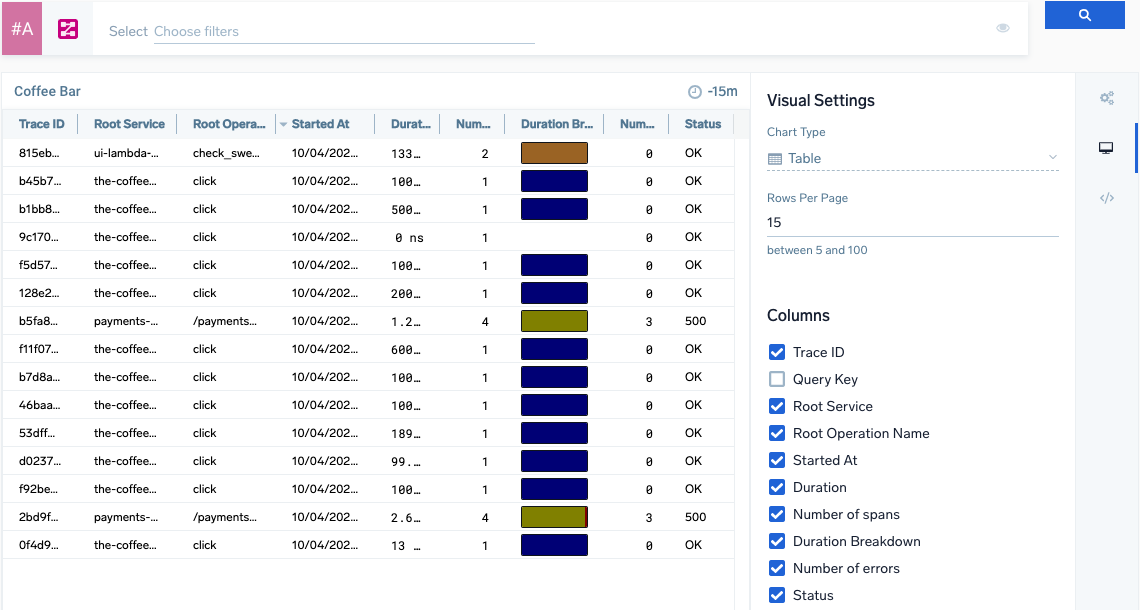 #A
Select Choose filters
Coffee Bar
-15m
Trace ID Root Service Root Opera... Started At Durat... Num... Duration Br... Num... Status
815eb... ui-lambda-... check_swe... 10/04/202... 133... 2 0 OK
b45b7... the-coffee... click 10/04/202... 100... 1 0 OK
b1bb8... the-coffee... click 10/04/202... 500... 1 0 OK
9c170... the-coffee... click 10/04/202... 0 ns 1 0 OK
f5d57... the-coffee... click 10/04/202... 100... 1 0 OK
128e2... the-coffee... click 10/04/202... 200... 1 0 OK
b5fa8... payments-... /payments... 10/04/202... 1.2... 4 3 500
f11f07... the-coffee... click 10/04/202... 600... 1 0 OK
b7d8a... the-coffee... click 10/04/202... 100... 1 0 OK
46baa... the-coffee... click 10/04/202... 100... 1 0 OK
53dff... the-coffee... click 10/04/202... 189... 1 0 OK
d0237... the-coffee... click 10/04/202... 99.... 1 0 OK
f92be... the-coffee... click 10/04/202... 100... 1 0 OK
2bd9f... payments-... /payments... 10/04/202... 2.6... 4 3 500
0f4d9... the-coffee... click 10/04/202... 13 ... 1 0 OK
Visual Settings
Chart Type
Table
Rows Per Page
15
between 5 and 100
Columns
Trace ID
Query Key
Root Service
Root Operation Name
Started At
Duration
Number of spans
Duration Breakdown
Number of errors
Status